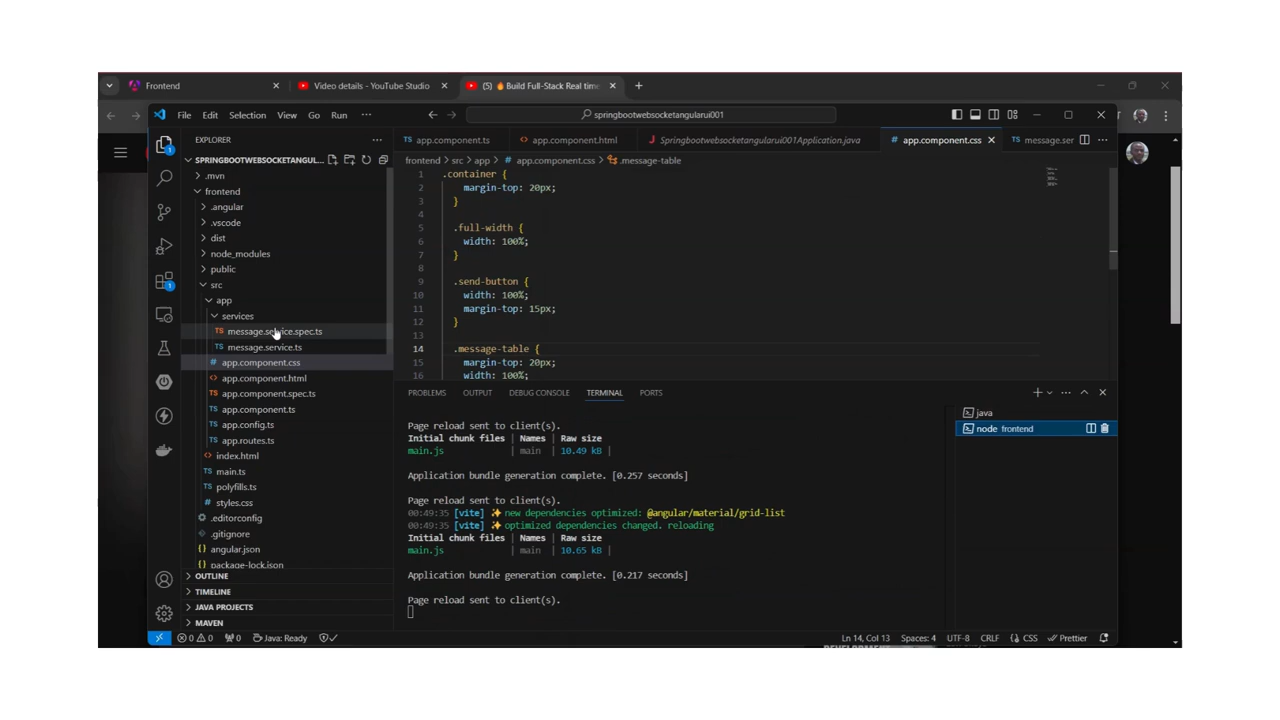 Frontend
Video details - YouTube Studio
(5) 🔥 Build Full-Stack Real time
File Edit Selection View Go Run ···
springbootwebsocketangularui001
EXPLORER
app.component.ts
app.component.html
Springbootwebsocketangularui001Application.java
app.component.css
message.ser
SPRINGBOOTWEBSOCKETANGUL...
frontend > src > app > # app.component.css > .message-table
.mvn
frontend
.angular
.vscode
dist
node_modules
public
src
app
services
TS message.service.spec.ts
TS message.service.ts
# app.component.css
<> app.component.html
TS app.component.spec.ts
TS app.component.ts
TS app.config.ts
TS app.routes.ts
<> index.html
TS main.ts
TS polyfills.ts
# styles.css
.editorconfig
.gitignore
{} angular.json
{} package-lock.json
OUTLINE
TIMELINE
JAVA PROJECTS
MAVEN
1 .container {
2 margin-top: 20px;
3 }
4
5 .full-width {
6 width: 100%;
7 }
8
9 .send-button {
10 width: 100%;
11 margin-top: 15px;
12 }
13
14 .message-table {
15 margin-top: 20px;
16 width: 100%;
PROBLEMS OUTPUT DEBUG CONSOLE TERMINAL PORTS
Page reload sent to client(s).
Initial chunk files | Names | Raw size
main.js | main | 10.49 kB |
Application bundle generation complete. [0.257 seconds]
Page reload sent to client(s).
00:49:35 [vite] ✨ new dependencies optimized: @angular/material/grid-list
00:49:35 [vite] ✨ optimized dependencies changed. reloading
Initial chunk files | Names | Raw size
main.js | main | 10.65 kB |
Application bundle generation complete. [0.217 seconds]
Page reload sent to client(s).
java
node frontend
0 0 0 Java: Ready
Ln 14, Col 13 Spaces: 4 UTF-8 CRLF {} CSS Prettier